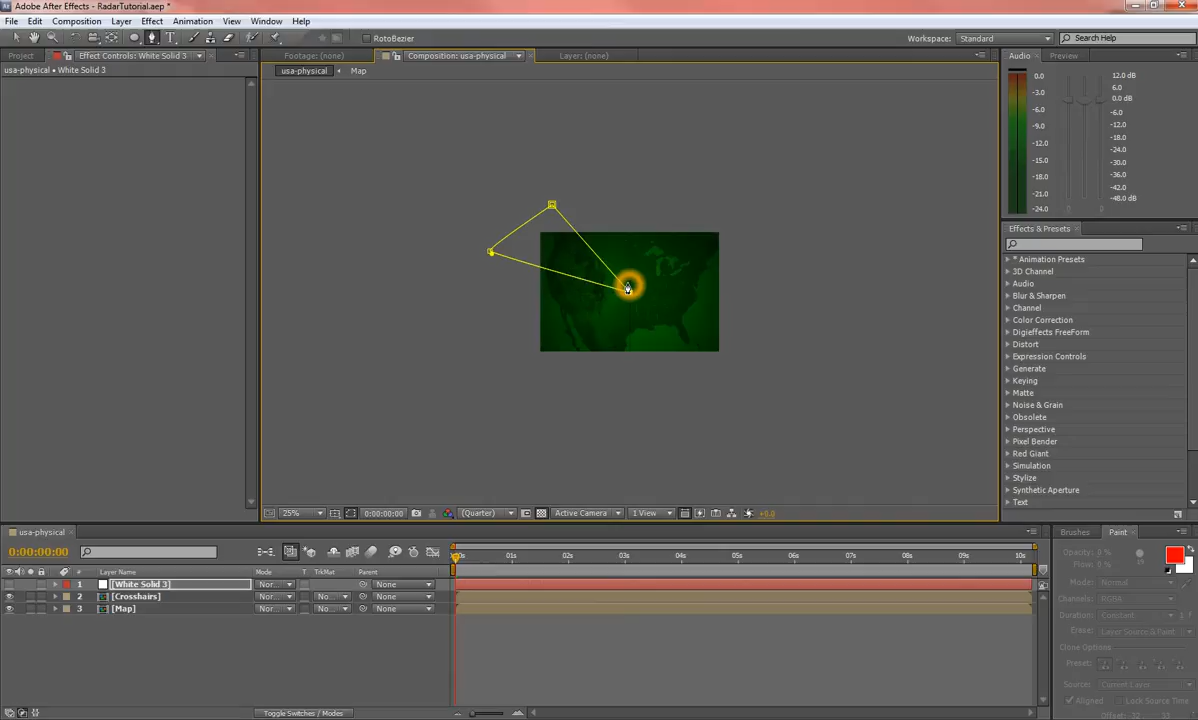 Adobe After Effects - RadarTutorial.aep *
File Edit Composition Layer Effect Animation View Window Help
RotoBezier
Workspace: Standard
Search Help
Project Effect Controls: White Solid 3
Footage: (none) Composition: usa-physical Layer: (none)
Audio Preview
usa-physical • White Solid 3
usa-physical Map
0.0 12.0 dB
-3.0 6.0
-6.0 0.0 dB
-9.0 -6.0
-12.0 -12.0
-15.0 -18.0
-18.0 -24.0
-21.0 -42.0
-24.0 -48.0 dB
Effects & Presets
* Animation Presets
3D Channel
Audio
Blur & Sharpen
Channel
Color Correction
Digieffects FreeForm
Distort
Expression Controls
Generate
Keying
Matte
Noise & Grain
Obsolete
Perspective
Pixel Bender
Red Giant
Simulation
Stylize
Synthetic Aperture
Text
25% 0:00:00:00 (Quarter) Active Camera 1 View +0.0
usa-physical
0:00:00:00
01s 02s 03s 04s 05s 06s 07s 08s 09s 10s
# Layer Name Mode T TrkMat Parent
1 [White Solid 3] Nor... None
2 [Crosshairs] Nor... No... None
3 [Map] Nor... No... None
Toggle Switches / Modes
Brushes Paint
Opacity: 0 %
Flow: 0 %
Mode: Normal
Channels: RGBA
Duration: Constant
Erase: Layer Source & Paint
Clone Options
Preset:
Source: Current Layer
Aligned Lock Source Time